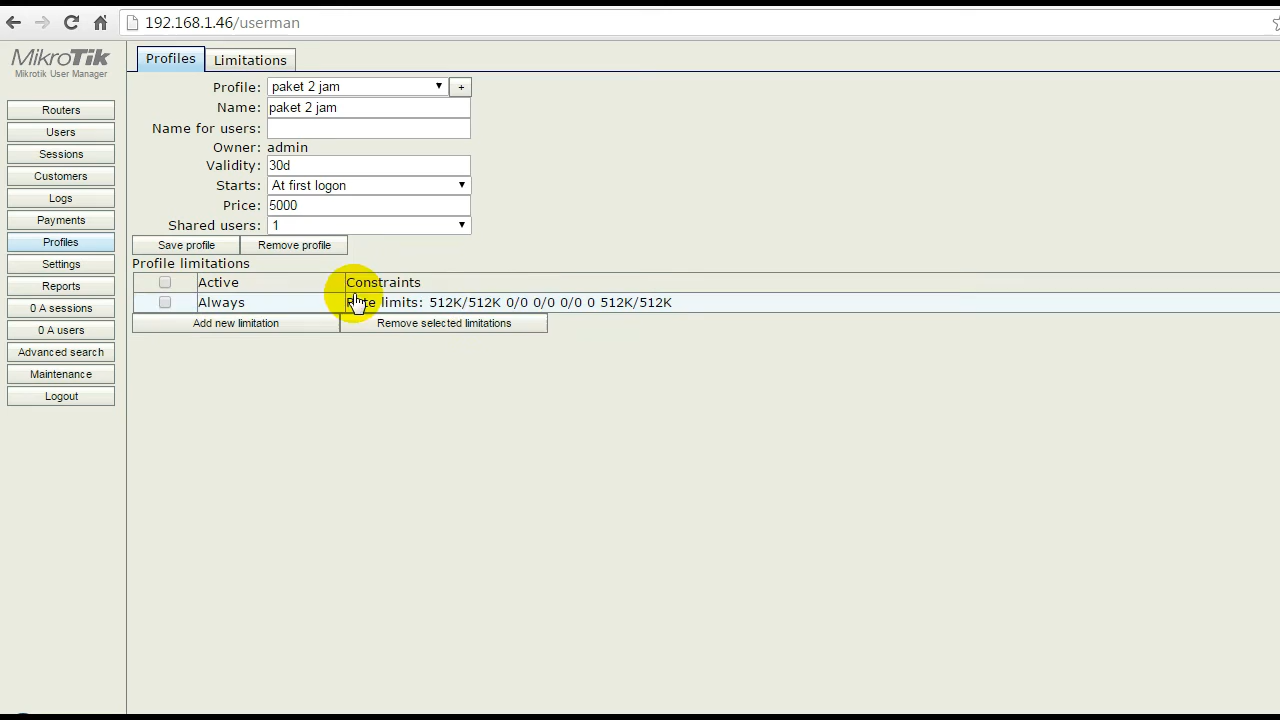 192.168.1.46/userman
MikroTik
Mikrotik User Manager
Routers
Users
Sessions
Customers
Logs
Payments
Profiles
Settings
Reports
0 A sessions
0 A users
Advanced search
Maintenance
Logout
Profiles Limitations
Profile: paket 2 jam +
Name: paket 2 jam
Name for users:
Owner: admin
Validity: 30d
Starts: At first logon
Price: 5000
Shared users: 1
Save profile Remove profile
Profile limitations
Active Constraints
Always Rate limits: 512K/512K 0/0 0/0 0/0 0 512K/512K
Add new limitation Remove selected limitations